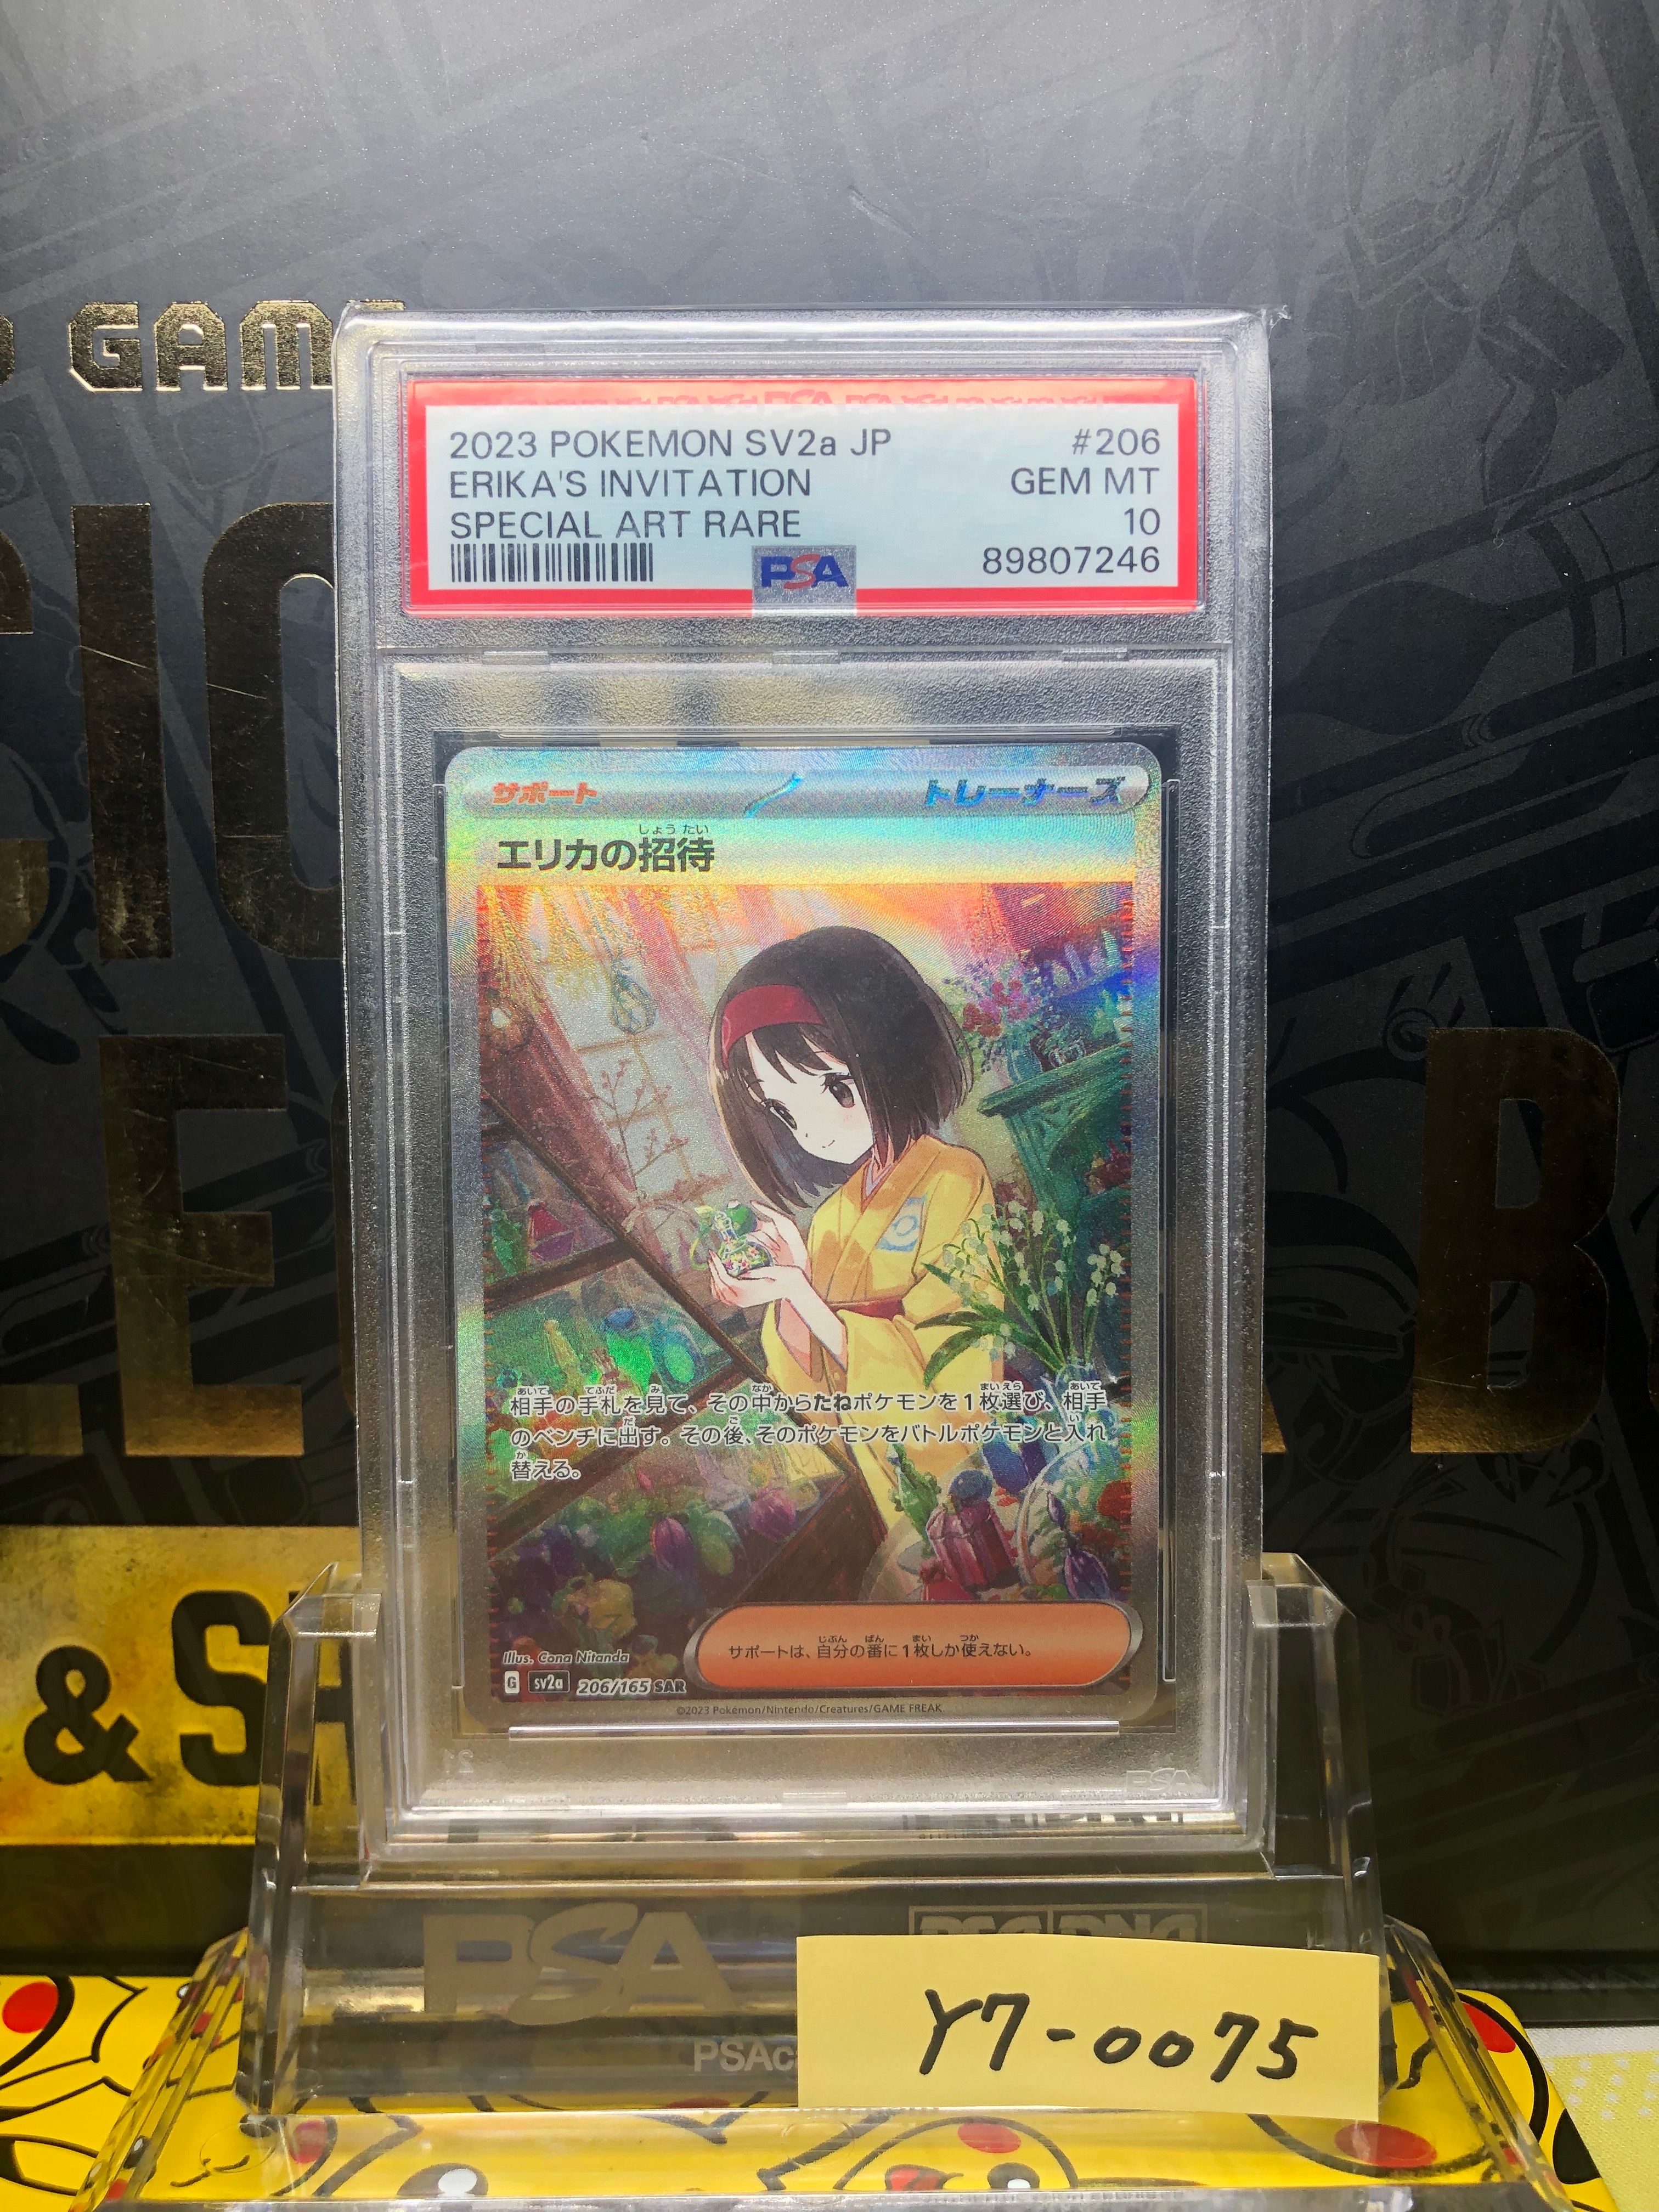 GAME
2023 POKEMON SV2a JP #206
ERIKA'S INVITATION GEM MT
SPECIAL ART RARE 10
PSA 89807246
サポート トレーナーズ
しょうたい
エリカの招待
あいて てふだ み なか まいえら あいて
相手の手札を見て、その中からたねポケモンを1枚選び、相手
だ ご い
のベンチに出す。その後、そのポケモンをバトルポケモンと入れ
か
替える。
じぶん ばん まい つか
サポートは、自分の番に1枚しか使えない。
Illus. Cona Nitanda
G sv2a 206/165 SAR
©2023 Pokémon/Nintendo/Creatures/GAME FREAK
PSA
& S
PSA
Y7-0075